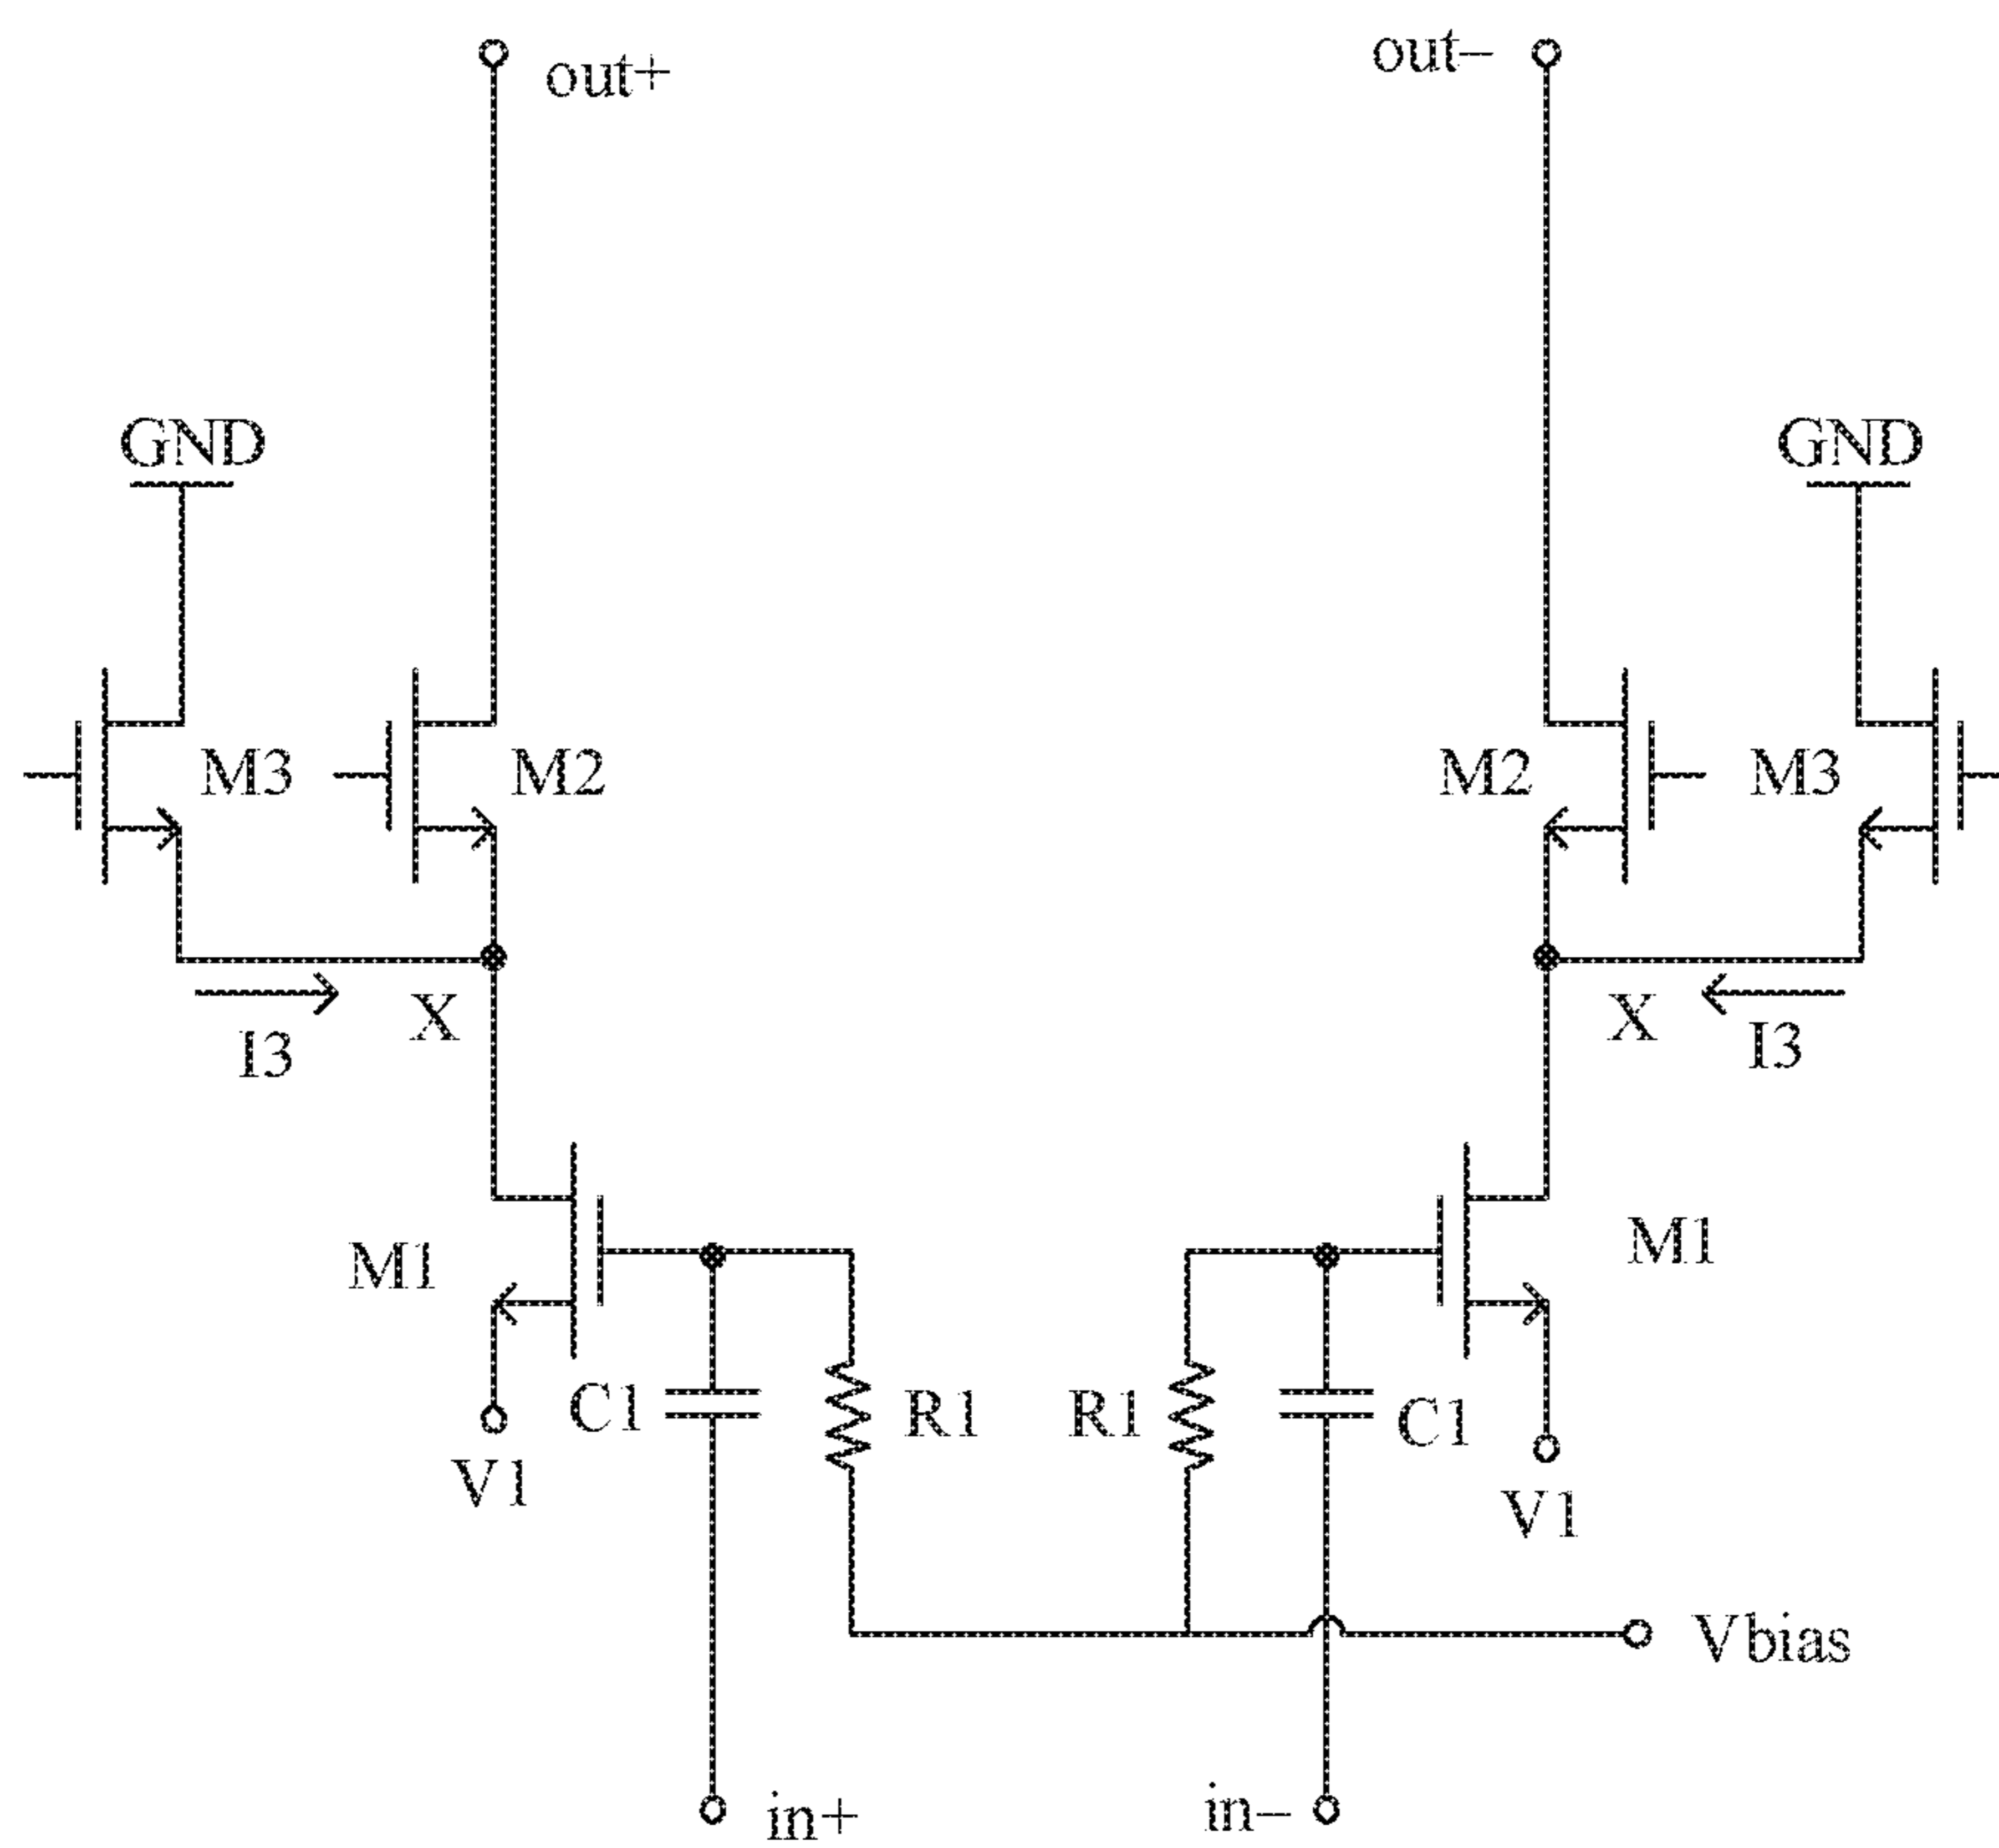 out+
out−
GND
GND
M3
M2
M2
M3
I3
X
X
I3
M1
M1
C1
R1
R1
C1
V1
V1
Vbias
in+
in−